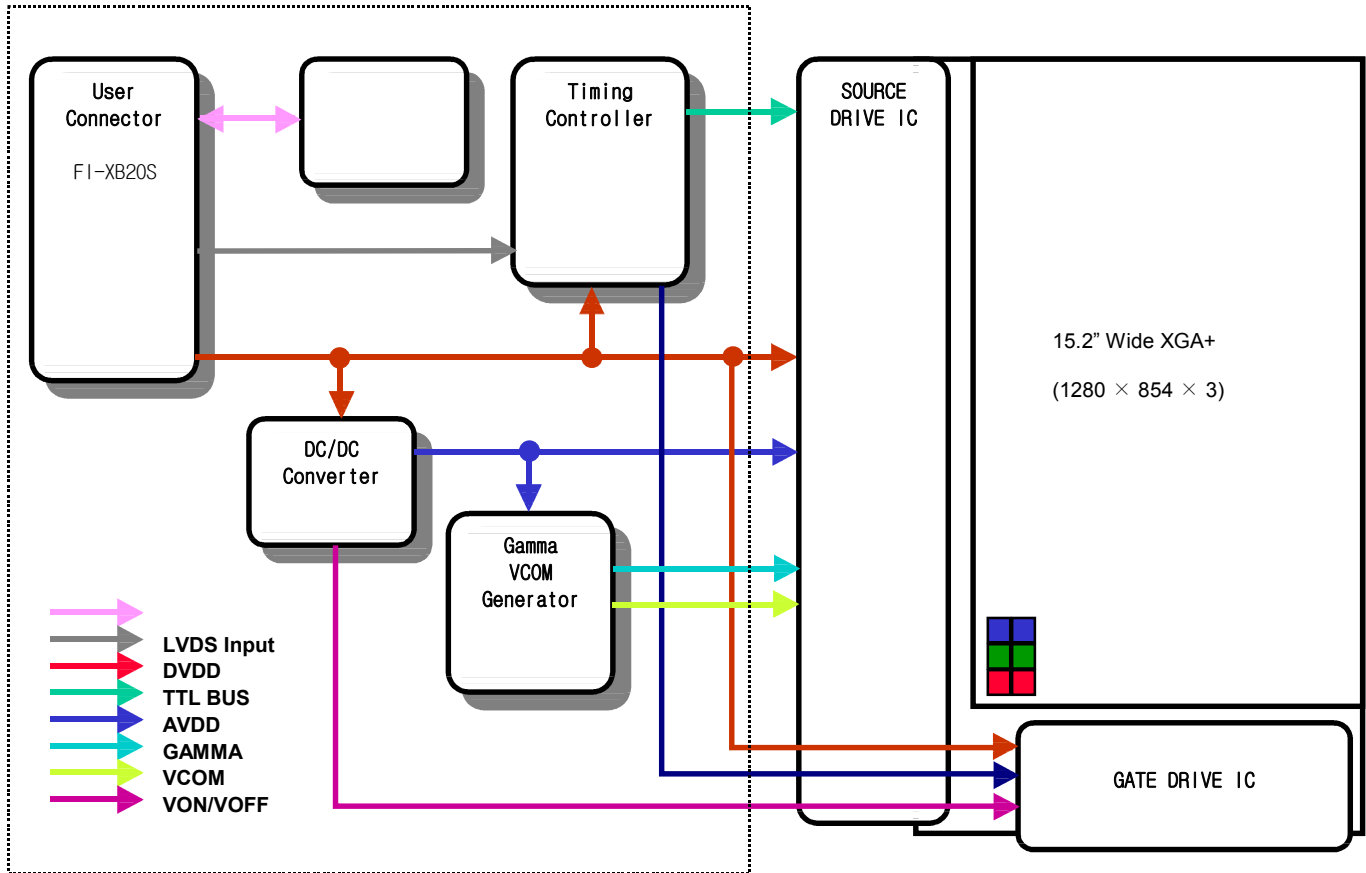 User
Connector
FI-XB20S
Timing
Controller
SOURCE
DRIVE IC
15.2” Wide XGA+
(1280 × 854 × 3)
DC/DC
Converter
Gamma
VCOM
Generator
LVDS Input
DVDD
TTL BUS
AVDD
GAMMA
VCOM
VON/VOFF
GATE DRIVE IC